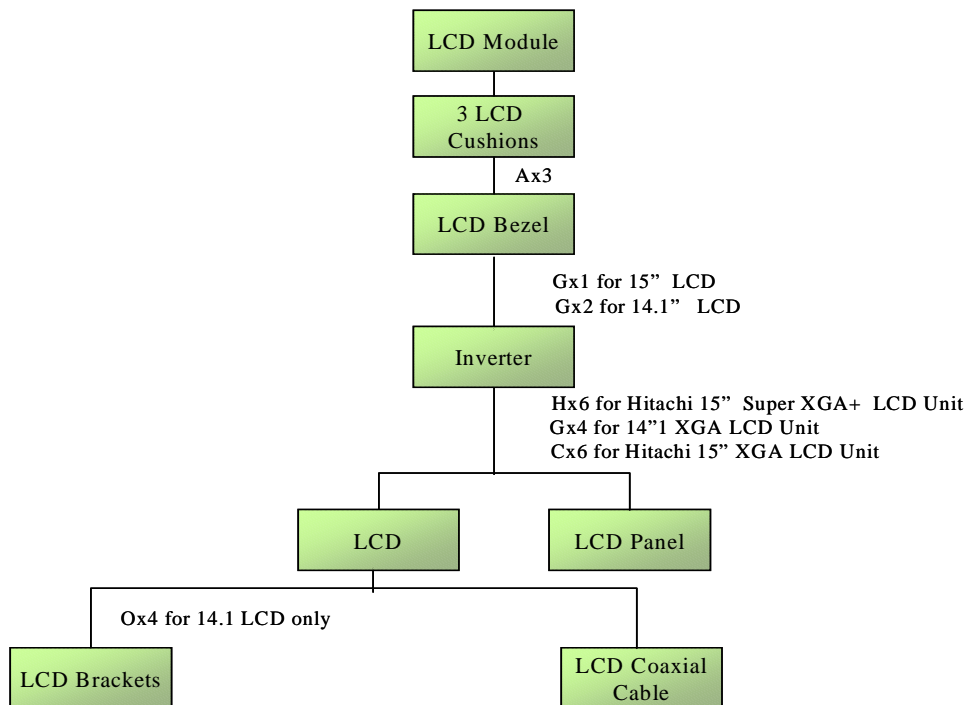 LCD Module
3 LCD
Cushions
Ax3
LCD Bezel
Gx1 for 15” LCD
Gx2 for 14.1” LCD
Inverter
Hx6 for Hitachi 15” Super XGA+ LCD Unit
Gx4 for 14”1 XGA LCD Unit
Cx6 for Hitachi 15” XGA LCD Unit
LCD
LCD Panel
Ox4 for 14.1 LCD only
LCD Brackets
LCD Coaxial
Cable